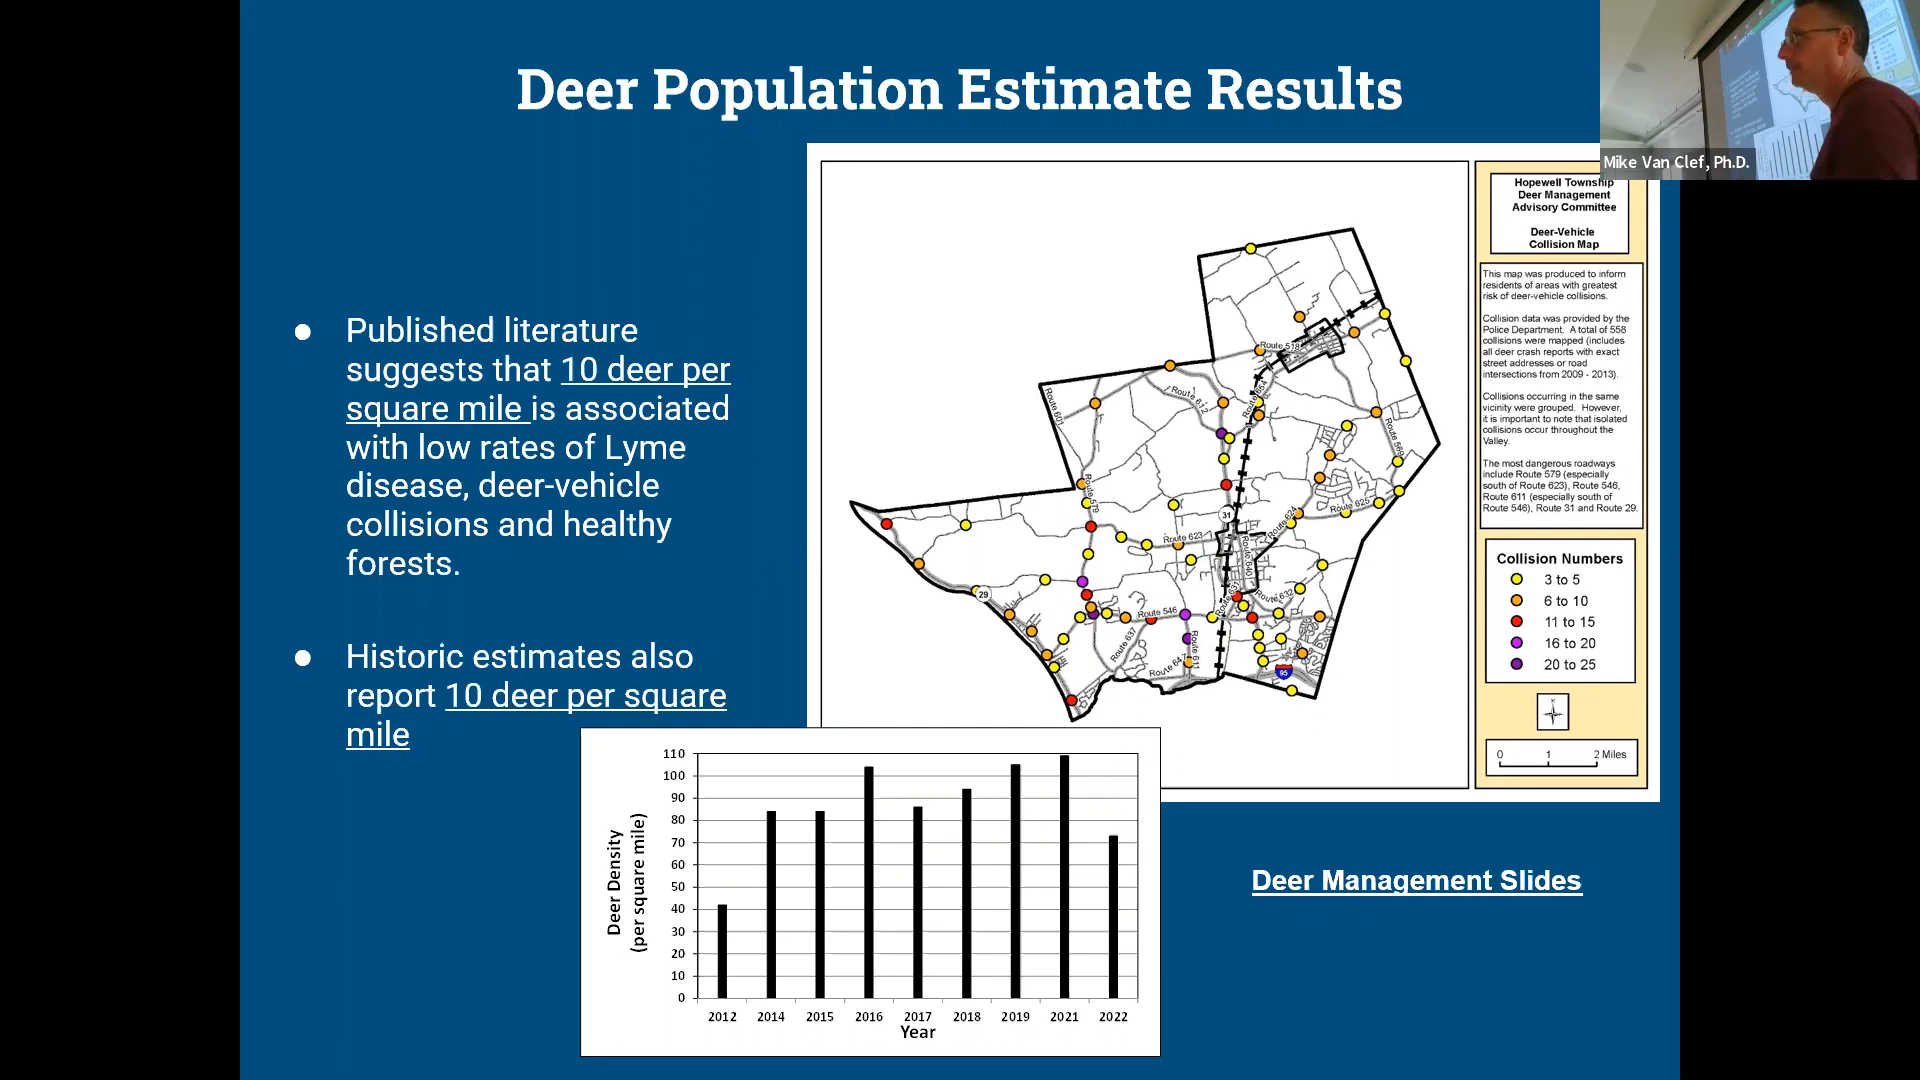 Deer Population Estimate Results
Mike Van Clef, Ph.D.
● Published literature
suggests that 10 deer per
square mile is associated
with low rates of Lyme
disease, deer-vehicle
collisions and healthy
forests.
● Historic estimates also
report 10 deer per square
mile
Hopewell Township
Deer Management
Advisory Committee
Deer-Vehicle
Collision Map
This map was produced to inform
residents of areas with greatest
risk of deer-vehicle collisions.
Collision data was provided by the
Police Department. A total of 558
collisions were mapped (includes
all deer crash reports with exact
street addresses or road
intersections from 2009 - 2013).
Collisions occurring in the same
vicinity were grouped. However,
it is important to note that isolated
collisions occur throughout the
Valley.
The most dangerous roadways
include Route 579 (especially
south of Route 623), Route 546,
Route 611 (especially south of
Route 546), Route 31 and Route 29.
Collision Numbers
3 to 5
6 to 10
11 to 15
16 to 20
20 to 25
N
0 1 2 Miles
Route 518
Route 601
Route 612
Route 569
Route 579
31
Route 624
Route 625
Route 623
Route 640
29
Route 632
Route 546
Route 637
Route 611
95
Deer Density
(per square mile)
110
100
90
80
70
60
50
40
30
20
10
0
2012 2014 2015 2016 2017 2018 2019 2021 2022
Year
Deer Management Slides